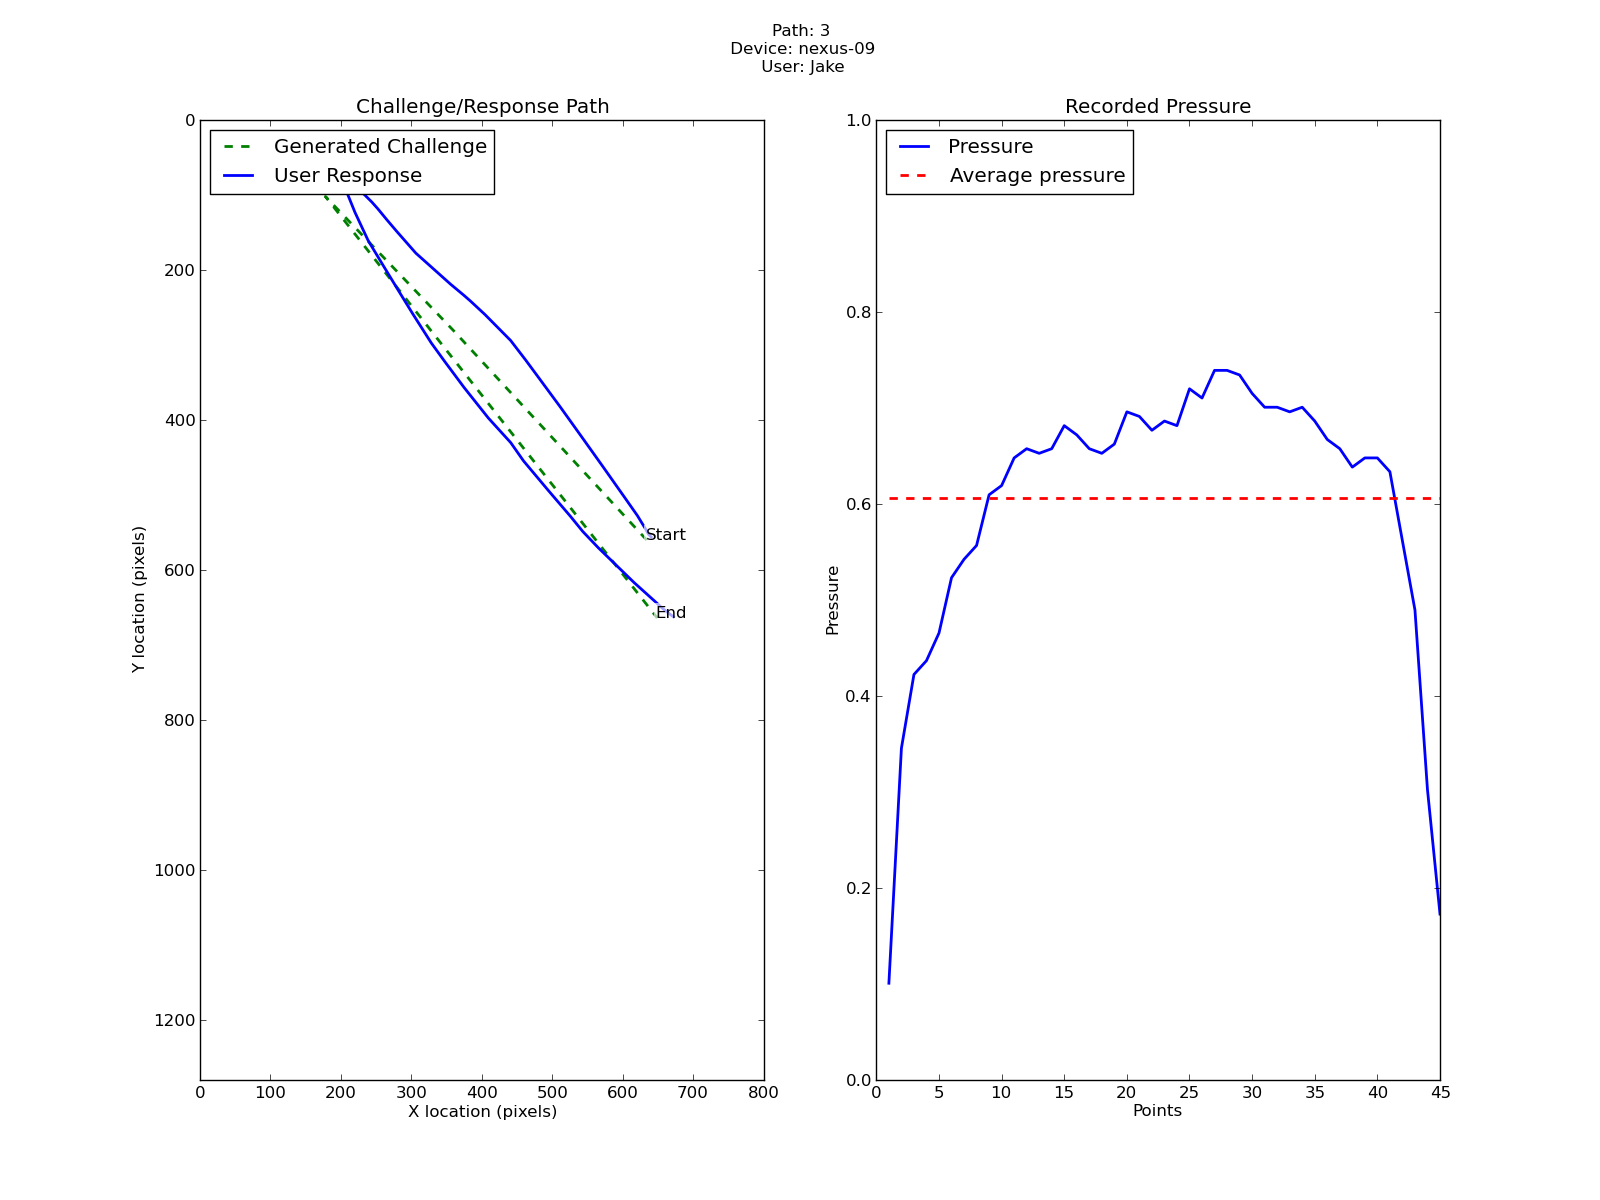 Path: 3
Device: nexus-09
User: Jake
Challenge/Response Path
Generated Challenge
User Response
Start
End
0
200
400
600
800
1000
1200
Y location (pixels)
0 100 200 300 400 500 600 700 800
X location (pixels)
Recorded Pressure
Pressure
Average pressure
1.0
0.8
0.6
0.4
0.2
0.0
Pressure
0 5 10 15 20 25 30 35 40 45
Points